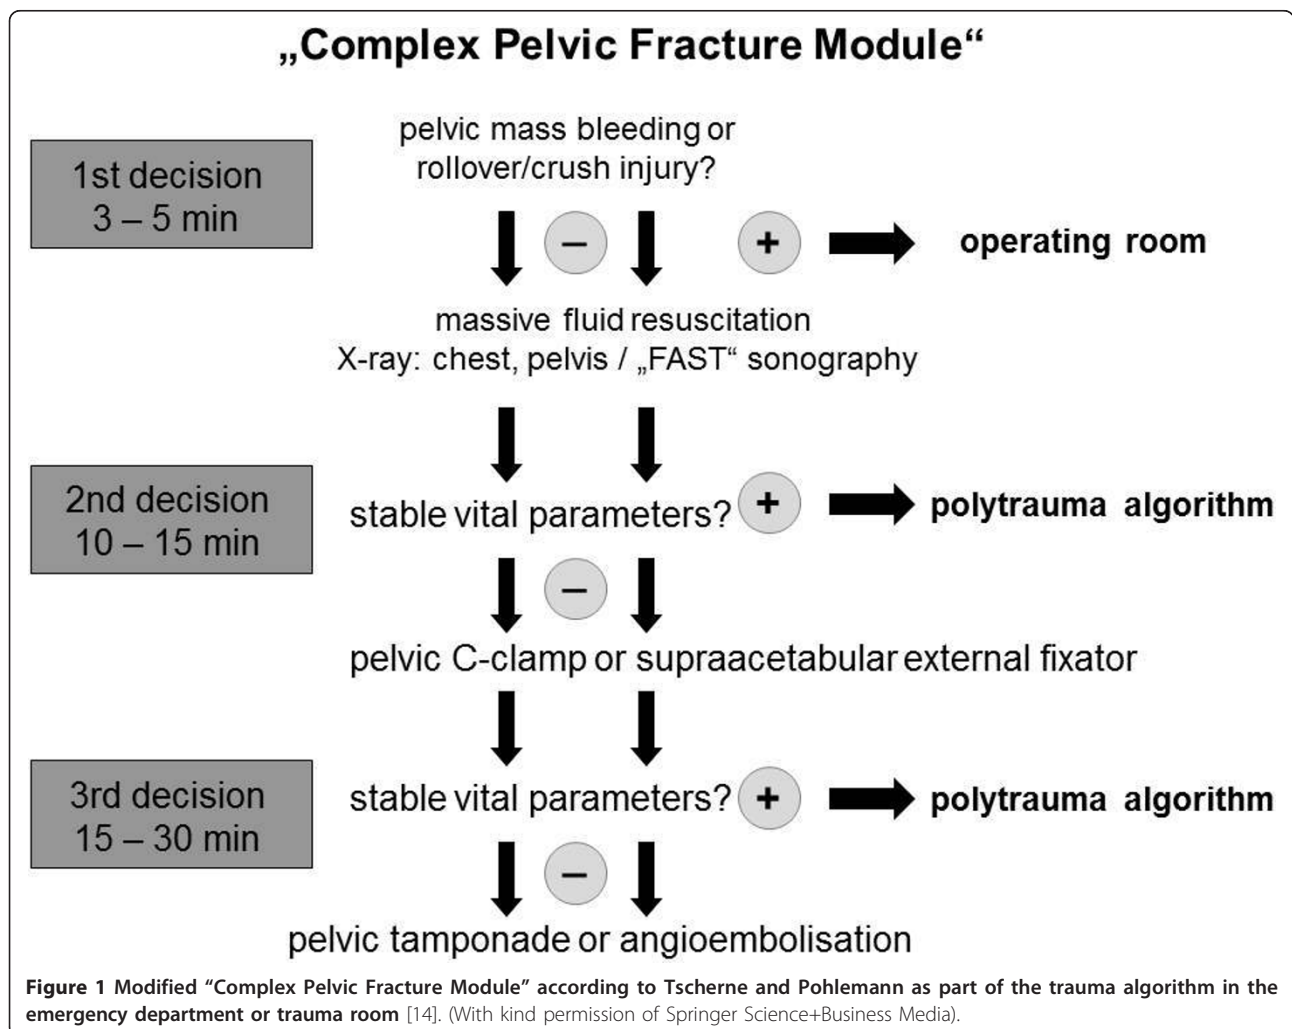 „Complex Pelvic Fracture Module“
pelvic mass bleeding or
rollover/crush injury?
1st decision
3 – 5 min
–
+
operating room
massive fluid resuscitation
X-ray: chest, pelvis / „FAST“ sonography
2nd decision
10 – 15 min
stable vital parameters?
+
polytrauma algorithm
–
pelvic C-clamp or supraacetabular external fixator
3rd decision
15 – 30 min
stable vital parameters?
+
polytrauma algorithm
–
pelvic tamponade or angioembolisation
Figure 1 Modified “Complex Pelvic Fracture Module” according to Tscherne and Pohlemann as part of the trauma algorithm in the
emergency department or trauma room [14]. (With kind permission of Springer Science+Business Media).